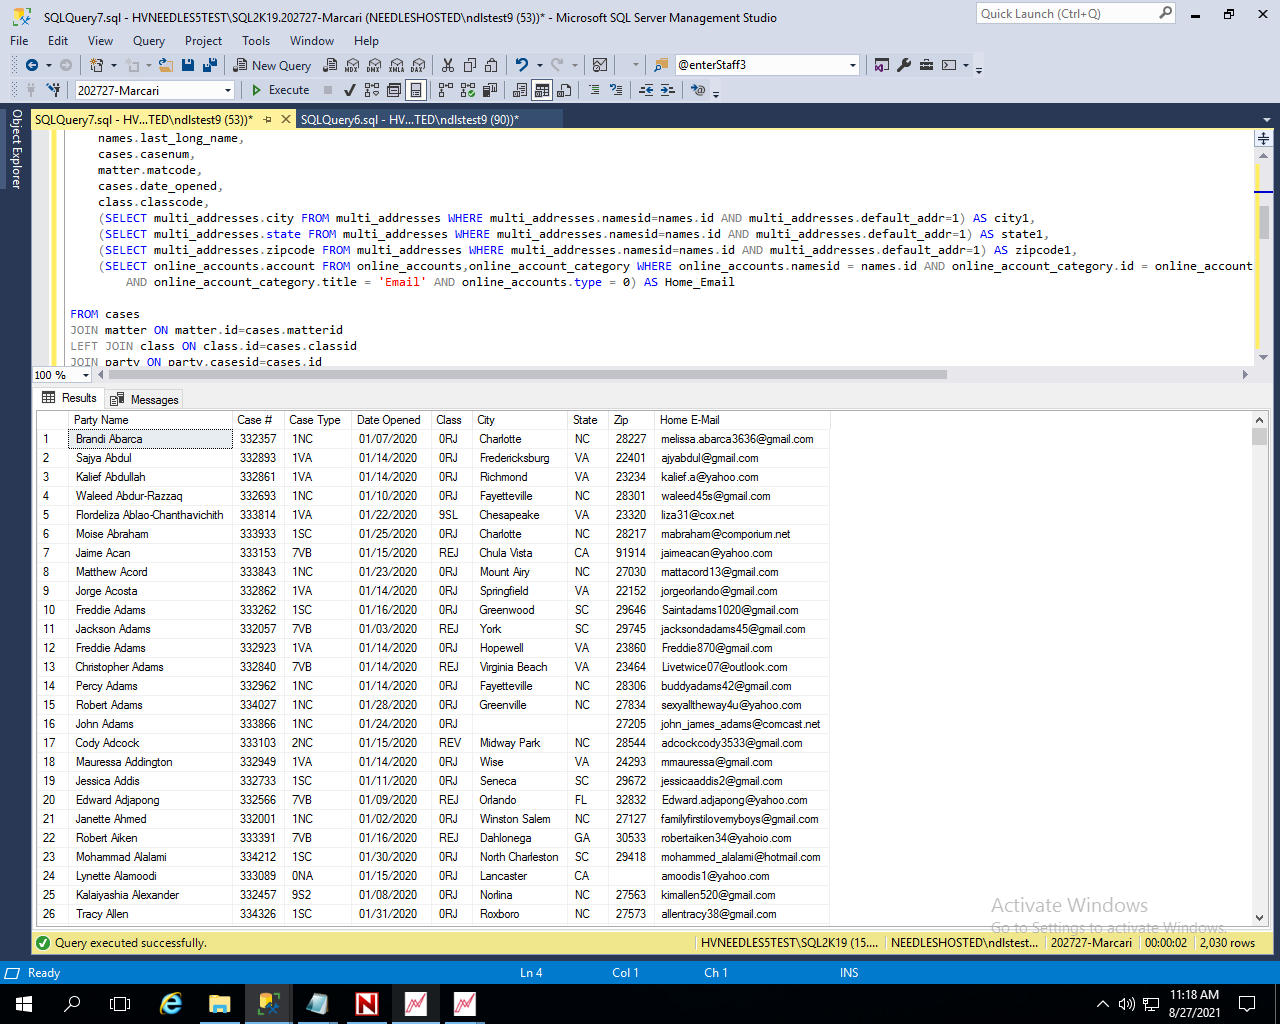 SQLQuery7.sql - HVNEEDLES5TEST\SQL2K19.202727-Marcari (NEEDLESHOSTED\ndlstest9 (53))* - Microsoft SQL Server Management Studio
Quick Launch (Ctrl+Q)
File Edit View Query Project Tools Window Help
New Query MDX DMX XMLA DAX @enterStaff3
202727-Marcari Execute
SQLQuery7.sql - HV...TED\ndlstest9 (53))* SQLQuery6.sql - HV...TED\ndlstest9 (90))*
Object Explorer
names.last_long_name,
cases.casenum,
matter.matcode,
cases.date_opened,
class.classcode,
(SELECT multi_addresses.city FROM multi_addresses WHERE multi_addresses.namesid=names.id AND multi_addresses.default_addr=1) AS city1,
(SELECT multi_addresses.state FROM multi_addresses WHERE multi_addresses.namesid=names.id AND multi_addresses.default_addr=1) AS state1,
(SELECT multi_addresses.zipcode FROM multi_addresses WHERE multi_addresses.namesid=names.id AND multi_addresses.default_addr=1) AS zipcode1,
(SELECT online_accounts.account FROM online_accounts,online_account_category WHERE online_accounts.namesid = names.id AND online_account_category.id = online_account
AND online_account_category.title = 'Email' AND online_accounts.type = 0) AS Home_Email
FROM cases
JOIN matter ON matter.id=cases.matterid
LEFT JOIN class ON class.id=cases.classid
JOIN party ON party.casesid=cases.id
100 %
Results Messages
Party Name Case # Case Type Date Opened Class City State Zip Home E-Mail
1 Brandi Abarca 332357 1NC 01/07/2020 0RJ Charlotte NC 28227 melissa.abarca3636@gmail.com
2 Sajya Abdul 332893 1VA 01/14/2020 0RJ Fredericksburg VA 22401 ajyabdul@gmail.com
3 Kalief Abdullah 332861 1VA 01/14/2020 0RJ Richmond VA 23234 kalief.a@yahoo.com
4 Waleed Abdur-Razzaq 332693 1NC 01/10/2020 0RJ Fayetteville NC 28301 waleed45s@gmail.com
5 Flordeliza Ablao-Chanthavichith 333814 1VA 01/22/2020 9SL Chesapeake VA 23320 liza31@cox.net
6 Moise Abraham 333933 1SC 01/25/2020 0RJ Charlotte NC 28217 mabraham@comporium.net
7 Jaime Acan 333153 7VB 01/15/2020 REJ Chula Vista CA 91914 jaimeacan@yahoo.com
8 Matthew Acord 333843 1NC 01/23/2020 0RJ Mount Airy NC 27030 mattacord13@gmail.com
9 Jorge Acosta 332862 1VA 01/14/2020 0RJ Springfield VA 22152 jorgeorlando@gmail.com
10 Freddie Adams 333262 1SC 01/16/2020 0RJ Greenwood SC 29646 Saintadams1020@gmail.com
11 Jackson Adams 332057 7VB 01/03/2020 REJ York SC 29745 jacksondadams45@gmail.com
12 Freddie Adams 332923 1VA 01/14/2020 0RJ Hopewell VA 23860 Freddie870@gmail.com
13 Christopher Adams 332840 7VB 01/14/2020 REJ Virginia Beach VA 23464 Livetwice07@outlook.com
14 Percy Adams 332962 1NC 01/14/2020 0RJ Fayetteville NC 28306 buddyadams42@gmail.com
15 Robert Adams 334027 1NC 01/28/2020 0RJ Greenville NC 27834 sexyalltheway4u@yahoo.com
16 John Adams 333866 1NC 01/24/2020 0RJ 27205 john_james_adams@comcast.net
17 Cody Adcock 333103 2NC 01/15/2020 REV Midway Park NC 28544 adcockcody3533@gmail.com
18 Mauressa Addington 332949 1VA 01/14/2020 0RJ Wise VA 24293 mmauressa@gmail.com
19 Jessica Addis 332733 1SC 01/11/2020 0RJ Seneca SC 29672 jessicaaddis2@gmail.com
20 Edward Adjapong 332566 7VB 01/09/2020 REJ Orlando FL 32832 Edward.adjapong@yahoo.com
21 Janette Ahmed 332001 1NC 01/02/2020 0RJ Winston Salem NC 27127 familyfirstilovemyboys@gmail.com
22 Robert Aiken 333391 7VB 01/16/2020 REJ Dahlonega GA 30533 robertaiken34@yahoio.com
23 Mohammad Alalami 334212 1SC 01/30/2020 0RJ North Charleston SC 29418 mohammed_alalami@hotmail.com
24 Lynette Alamoodi 333089 0NA 01/15/2020 0RJ Lancaster CA amoodis1@yahoo.com
25 Kalaiyashia Alexander 332457 9S2 01/08/2020 0RJ Norlina NC 27563 kimallen520@gmail.com
26 Tracy Allen 334326 1SC 01/31/2020 0RJ Roxboro NC 27573 allentracy38@gmail.com
Activate Windows
Go to Settings to activate Windows.
Query executed successfully. HVNEEDLES5TEST\SQL2K19 (15.... NEEDLESHOSTED\ndlstest... 202727-Marcari 00:00:02 2,030 rows
Ready Ln 4 Col 1 Ch 1 INS
11:18 AM
8/27/2021